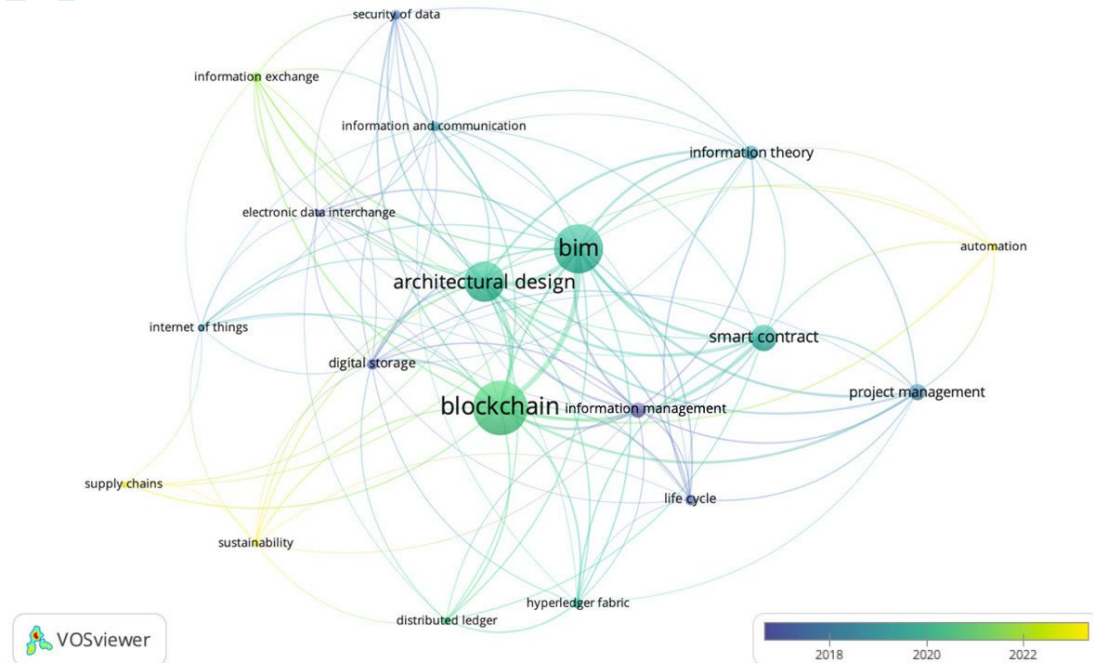 security of data
information exchange
information and communication
information theory
electronic data interchange
automation
bim
architectural design
internet of things
smart contract
digital storage
project management
blockchain
information management
supply chains
life cycle
sustainability
hyperledger fabric
distributed ledger
VOSviewer
2018
2020
2022